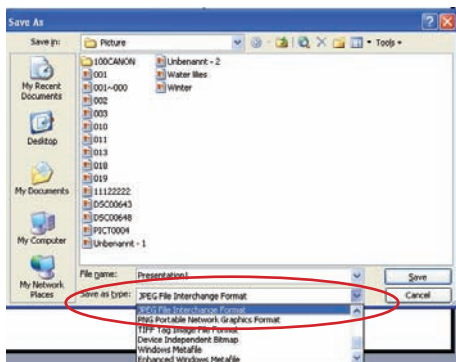 Save As
Save in:
Picture
Tools
My Recent
Documents
Desktop
My Documents
My Computer
My Network
Places
100CANON
001
001~000
002
003
010
011
013
018
019
11122222
DSC00643
DSC00648
PICT0004
Unbenannt - 1
Unbenannt - 2
Water lilies
Winter
File name:
Presentation1
Save
Save as type:
JPEG File Interchange Format
Cancel
JPEG File Interchange Format
PNG Portable Network Graphics Format
TIFF Tag Image File Format
Device Independent Bitmap
Windows Metafile
Enhanced Windows Metafile